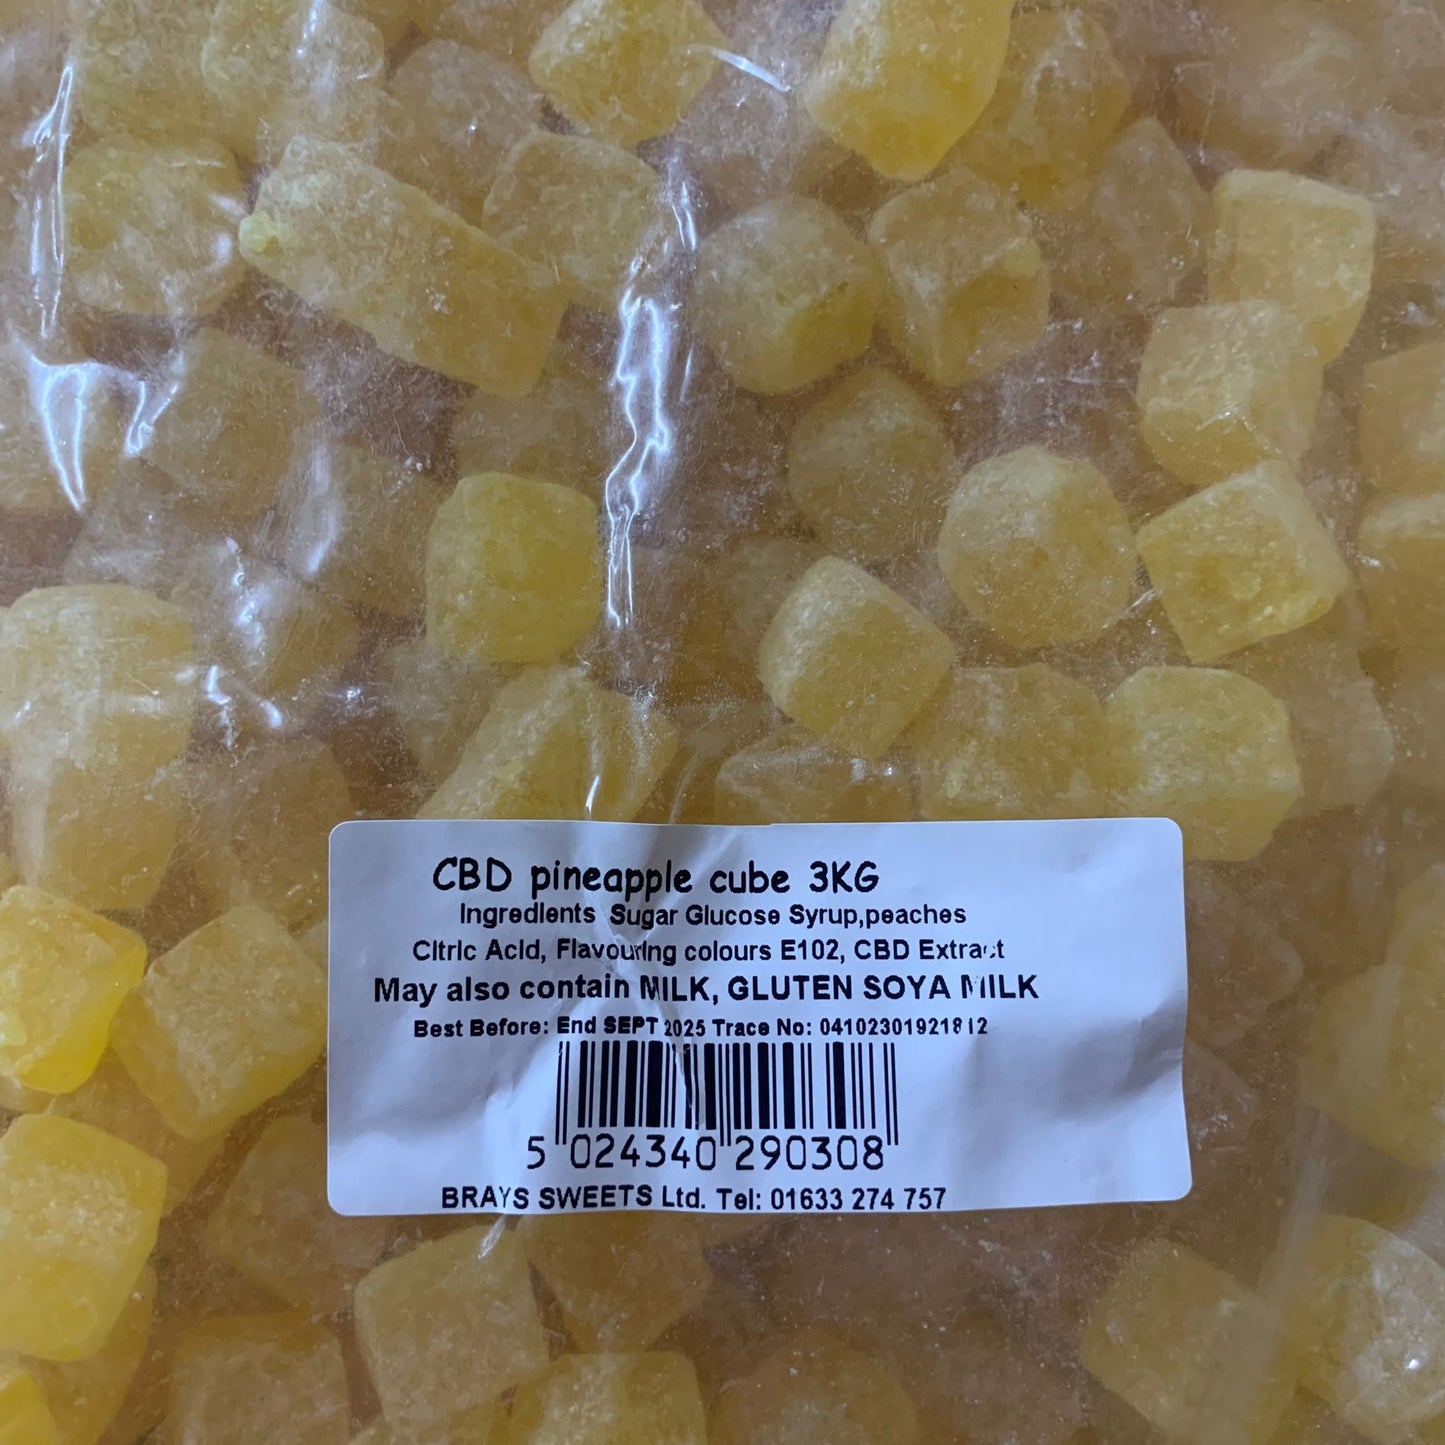 CBD pineapple cube 3KG
Ingredients Sugar Glucose Syrup,peaches
Citric Acid, Flavouring colours E102, CBD Extract
May also contain MILK, GLUTEN SOYA MILK
Best Before: End SEPT 2025 Trace No: 04102301921812
5 024340 290308
BRAYS SWEETS Ltd. Tel: 01633 274 757